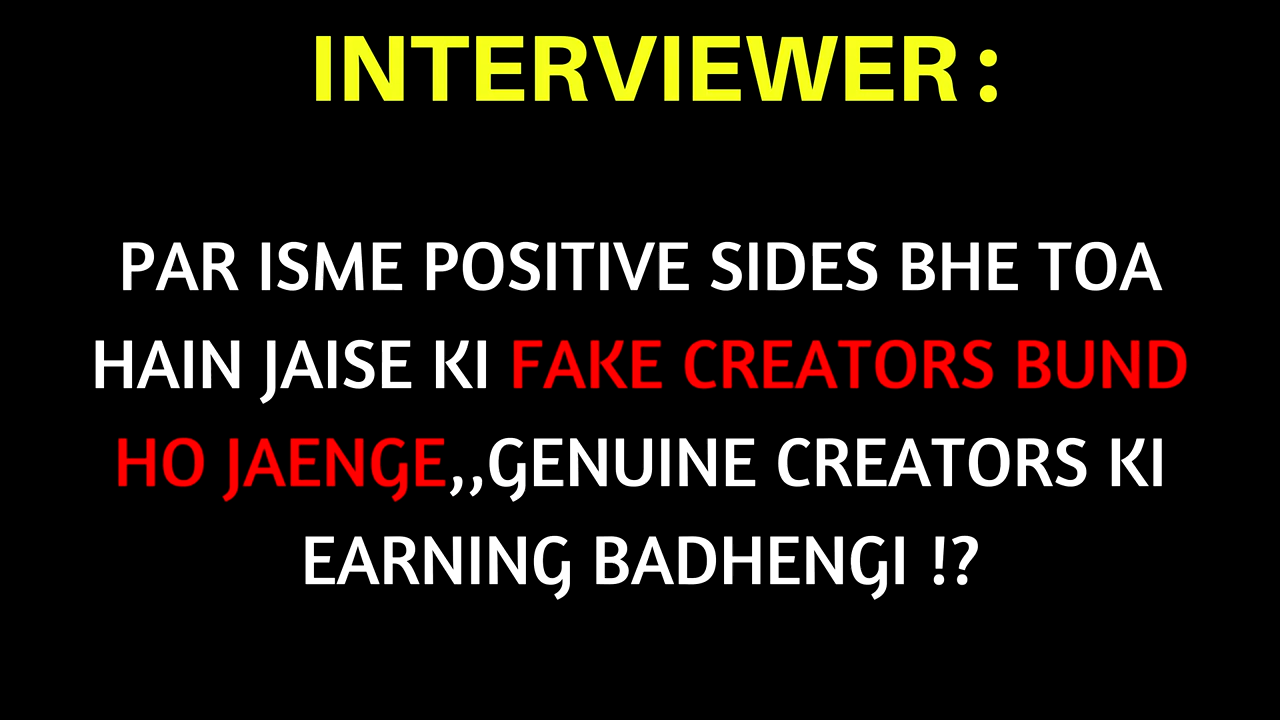 INTERVIEWER :
PAR ISME POSITIVE SIDES BHE TOA
HAIN JAISE KI FAKE CREATORS BUND
HO JAENGE,,GENUINE CREATORS KI
EARNING BADHENGI !?